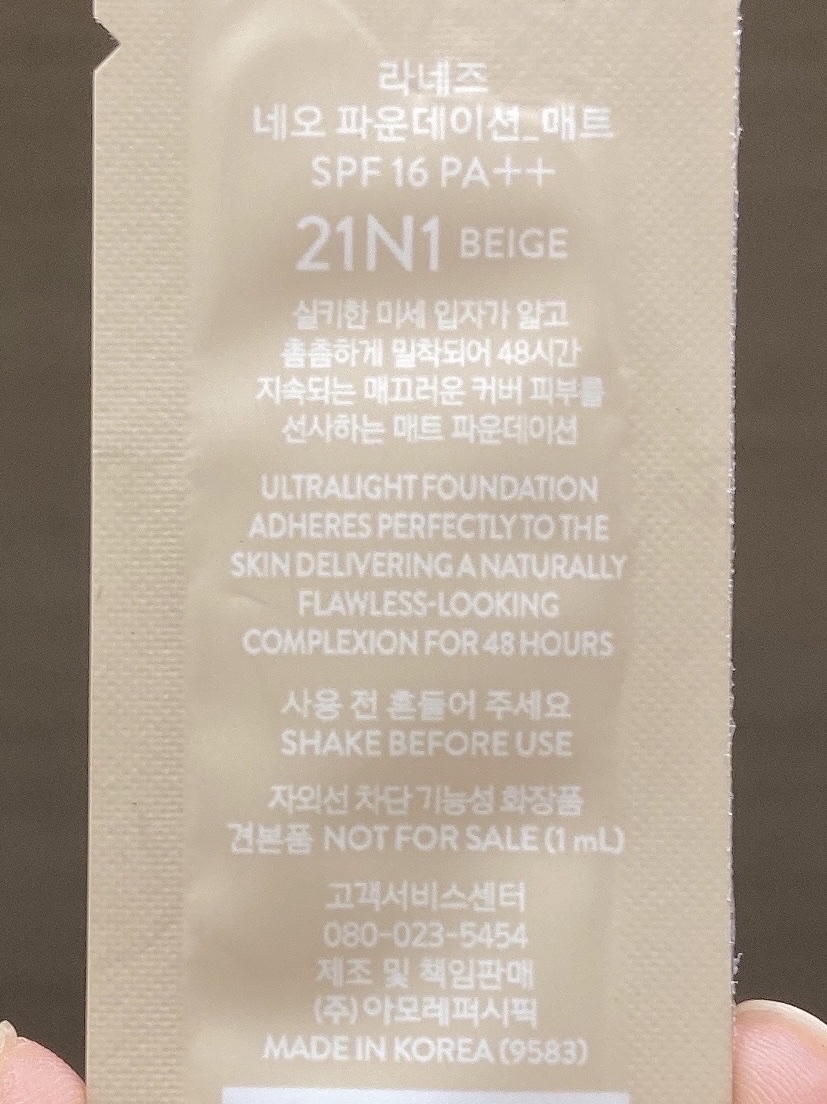 라네즈
네오 파운데이션_매트
SPF 16 PA++
21N1 BEIGE
실키한 미세 입자가 얇고
촘촘하게 밀착되어 48시간
지속되는 매끄러운 커버 피부를
선사하는 매트 파운데이션
ULTRALIGHT FOUNDATION
ADHERES PERFECTLY TO THE
SKIN DELIVERING A NATURALLY
FLAWLESS-LOOKING
COMPLEXION FOR 48 HOURS
사용 전 흔들어 주세요
SHAKE BEFORE USE
자외선 차단 기능성 화장품
견본품 NOT FOR SALE (1 mL)
고객서비스센터
080-023-5454
제조 및 책임판매
(주) 아모레퍼시픽
MADE IN KOREA (9583)